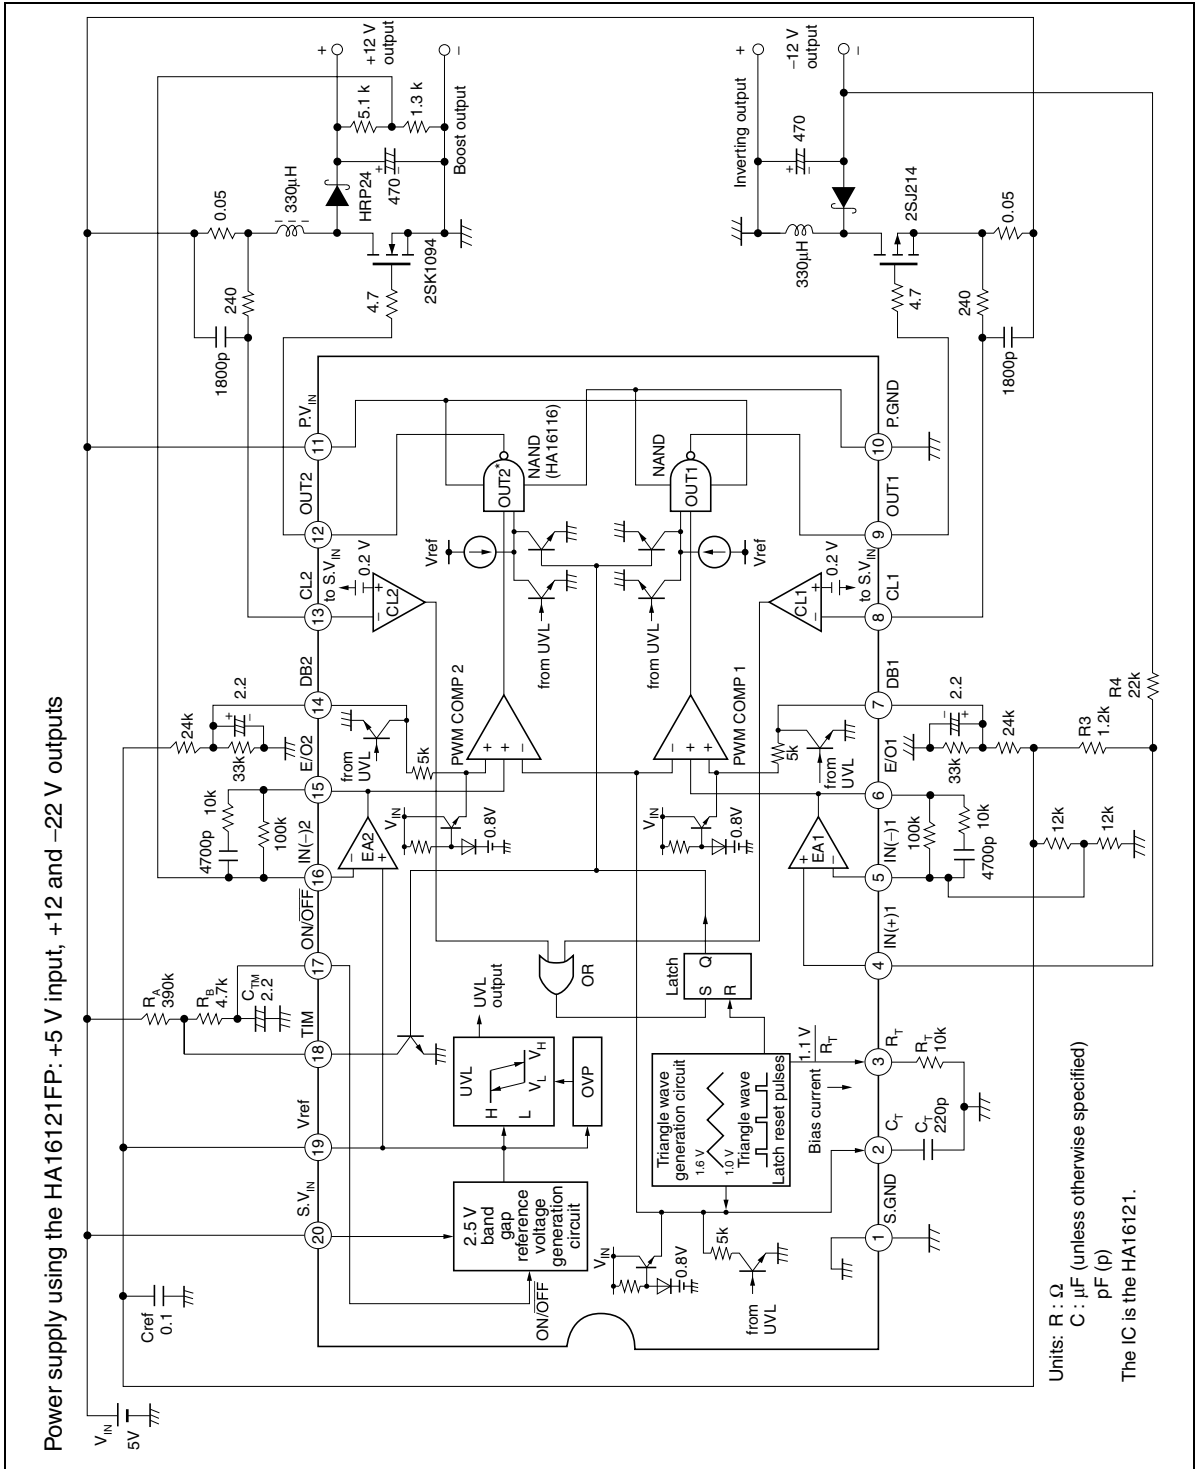 Power supply using the HA16121FP: +5 V input, +12 and –22 V outputs
V_IN
5V
Cref
0.1
R_A
390k
R_B
4.7k
C_TM
2.2
4700p
10k
100k
24k
33k
2.2
1800p
240
0.05
330μH
HRP24
4.7
2SK1094
470
+
–
5.1 k
1.3 k
+
+12 V
output
–
Boost output
20
S.V_IN
19
Vref
18
TIM
17
ON/OFF
16
IN(–)2
15
E/O2
14
DB2
13
CL2
12
OUT2
11
P.V_IN
2.5 V
band
gap
reference
voltage
generation
circuit
ON/OFF
UVL
H
L
V_L
V_H
UVL
output
OVP
–
+
EA2
from
UVL
5k
V_IN
0.8V
to S.V_IN
0.2 V
–
+
CL2
PWM COMP 2
+
+
–
from UVL
Vref
OUT2*
NAND
(HA16116)
OR
Latch
S
Q
R
Triangle wave
generation circuit
1.6 V
1.0 V
Triangle wave
Latch reset pulses
1.1 V
R_T
Bias current
V_IN
0.8V
5k
from
UVL
+
–
EA1
V_IN
0.8V
5k
from
UVL
–
+
+
PWM COMP 1
from UVL
Vref
NAND
OUT1
CL1
–
+
0.2 V
to S.V_IN
1
S.GND
2
C_T
3
R_T
4
IN(+)1
5
IN(–)1
6
E/O1
7
DB1
8
CL1
9
OUT1
10
P.GND
C_T
220p
R_T
10k
100k
4700p
10k
12k
12k
33k
24k
2.2
–
+
R3
1.2k
R4
22k
1800p
240
0.05
4.7
2SJ214
330μH
470
+
–
Inverting output
+
–12 V
output
–
Units: R : Ω
C : μF (unless otherwise specified)
pF (p)
The IC is the HA16121.